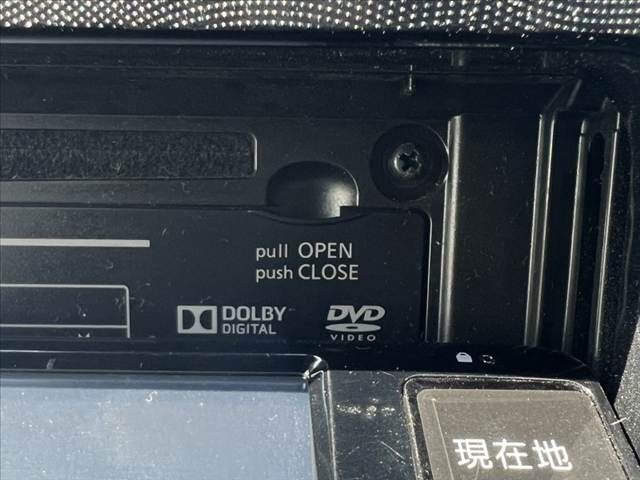 pull OPEN
push CLOSE
DOLBY
DIGITAL
DVD
VIDEO
現在地